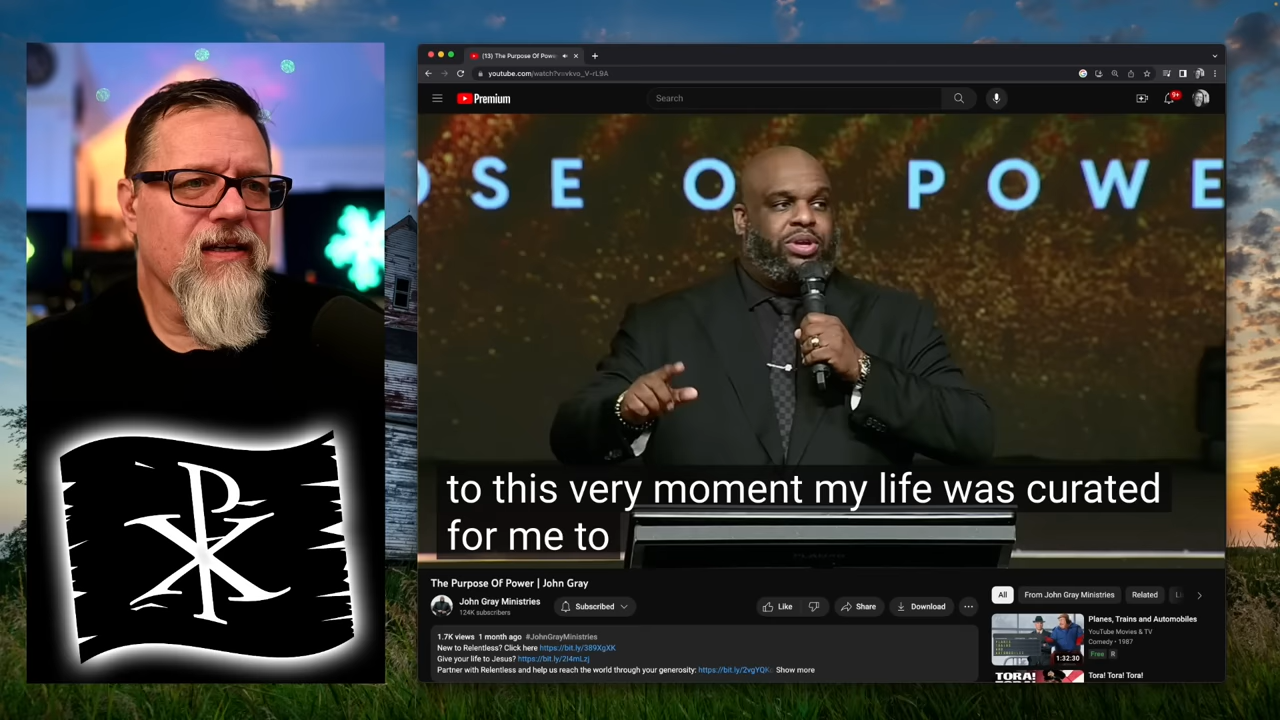 (13) The Purpose Of Powe
youtube.com/watch?v=vkvo_V-rL9A
Premium
Search
9+
OSE OF POWE
to this very moment my life was curated
for me to
The Purpose Of Power | John Gray
John Gray Ministries
124K subscribers
Subscribed
Like
Share
Download
1.7K views 1 month ago #JohnGrayMinistries
New to Relentless? Click here https://bit.ly/389XgXK
Give your life to Jesus? https://bit.ly/2I4mLzj
Partner with Relentless and help us reach the world through your generosity: https://bit.ly/2vgYQK Show more
All
From John Gray Ministries
Related
Planes, Trains and Automobiles
YouTube Movies & TV
Comedy • 1987
Free R
1:32:30
Tora! Tora! Tora!
TORA!